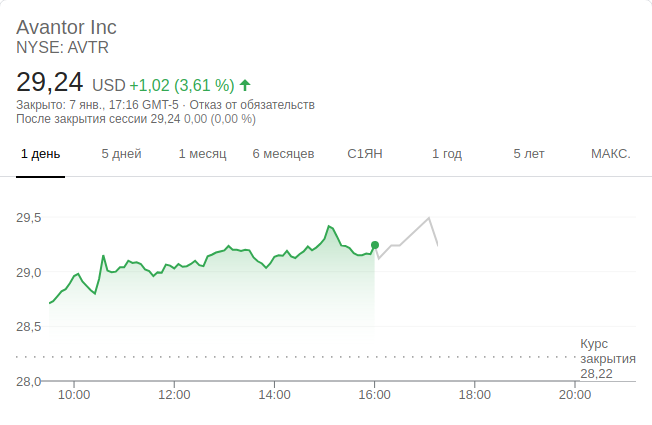 Avantor Inc
NYSE: AVTR
29,24 USD +1,02 (3,61 %)
Закрыто: 7 янв., 17:16 GMT-5 · Отказ от обязательств
После закрытия сессии 29,24 0,00 (0,00 %)
1 день 5 дней 1 месяц 6 месяцев С1ЯН 1 год 5 лет МАКС.
29,5
29,0
28,5
Курс
закрытия
28,22
28,0
10:00 12:00 14:00 16:00 18:00 20:00